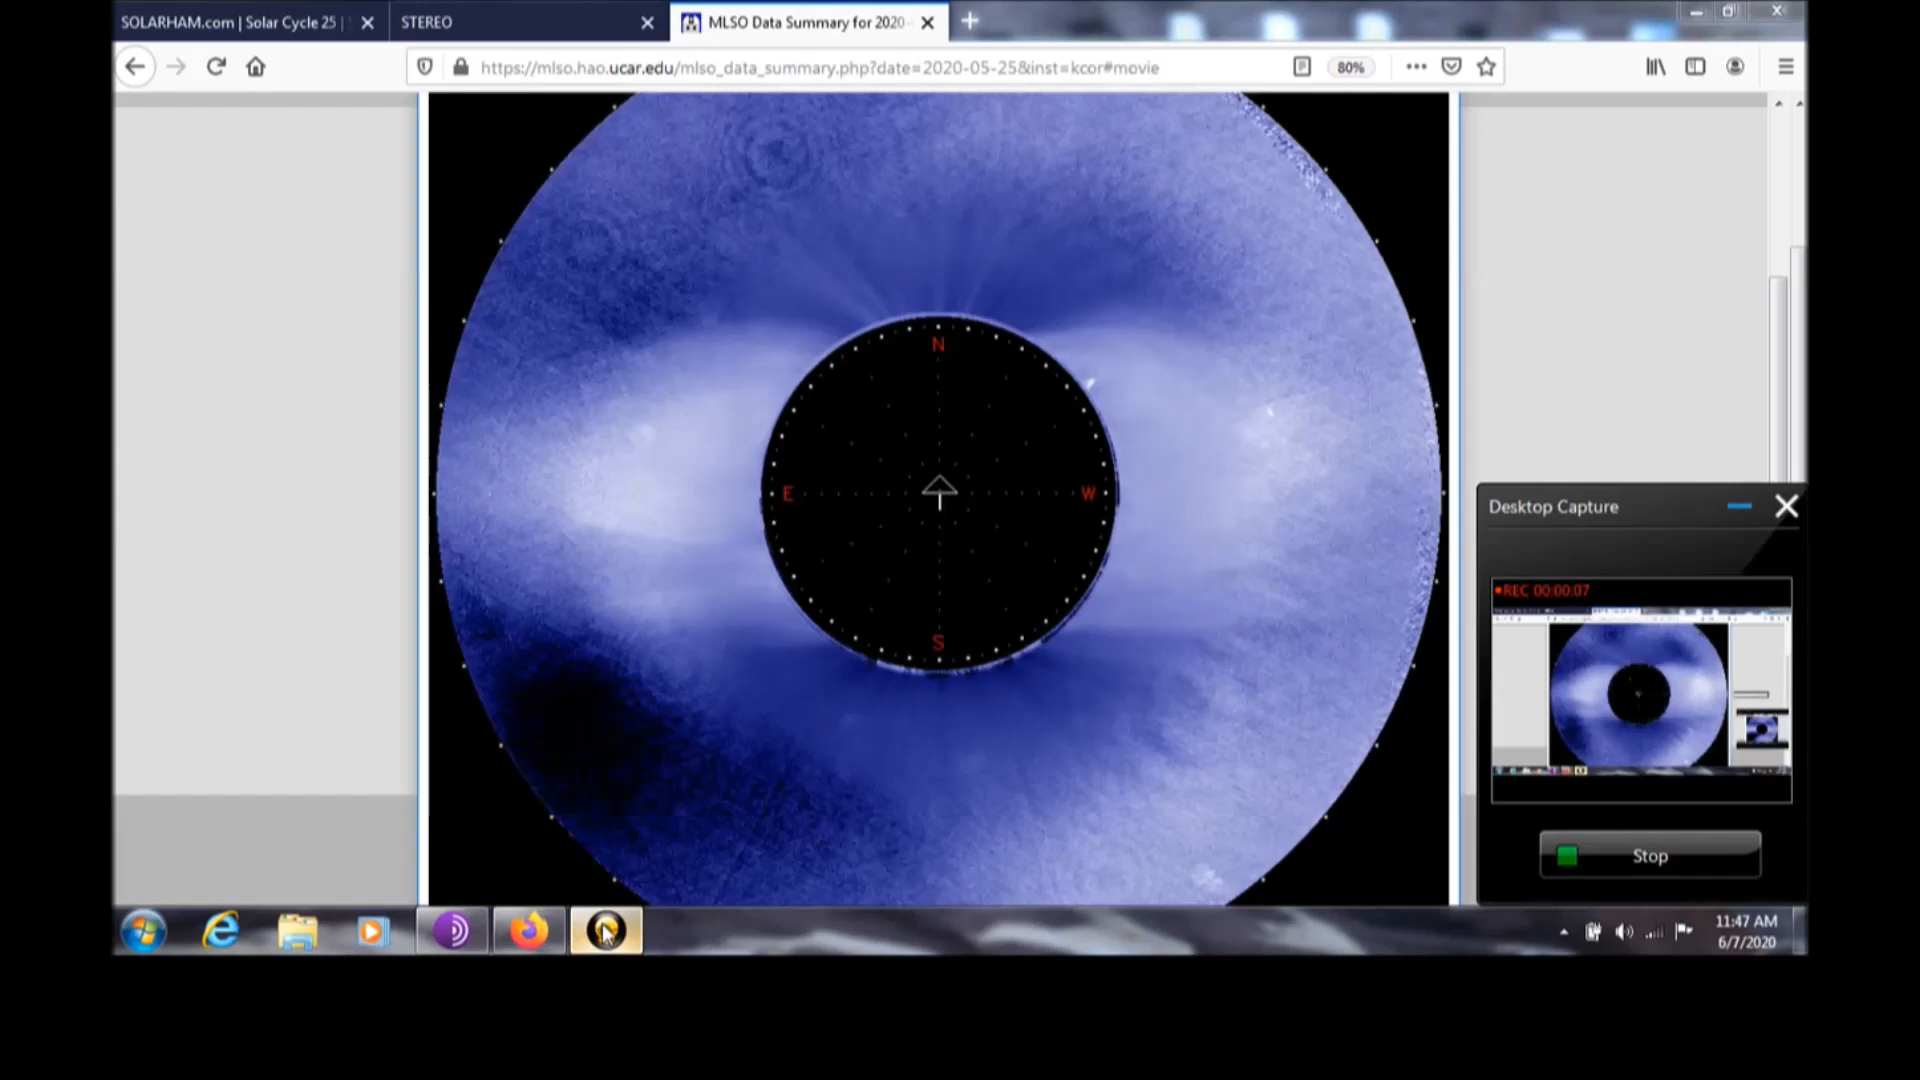 SOLARHAM.com | Solar Cycle 25 |
STEREO
MLSO Data Summary for 2020-
https://mlso.hao.ucar.edu/mlso_data_summary.php?date=2020-05-25&inst=kcor#movie
80%
N
E
W
S
Desktop Capture
REC 00:00:07
Stop
11:47 AM
6/7/2020